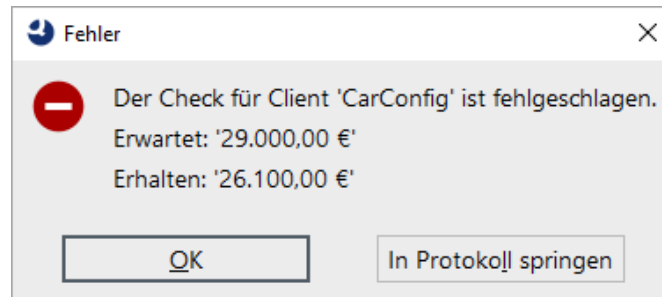 Fehler
Der Check für Client 'CarConfig' ist fehlgeschlagen.
Erwartet: '29.000,00 €'
Erhalten: '26.100,00 €'
OK
In Protokoll springen